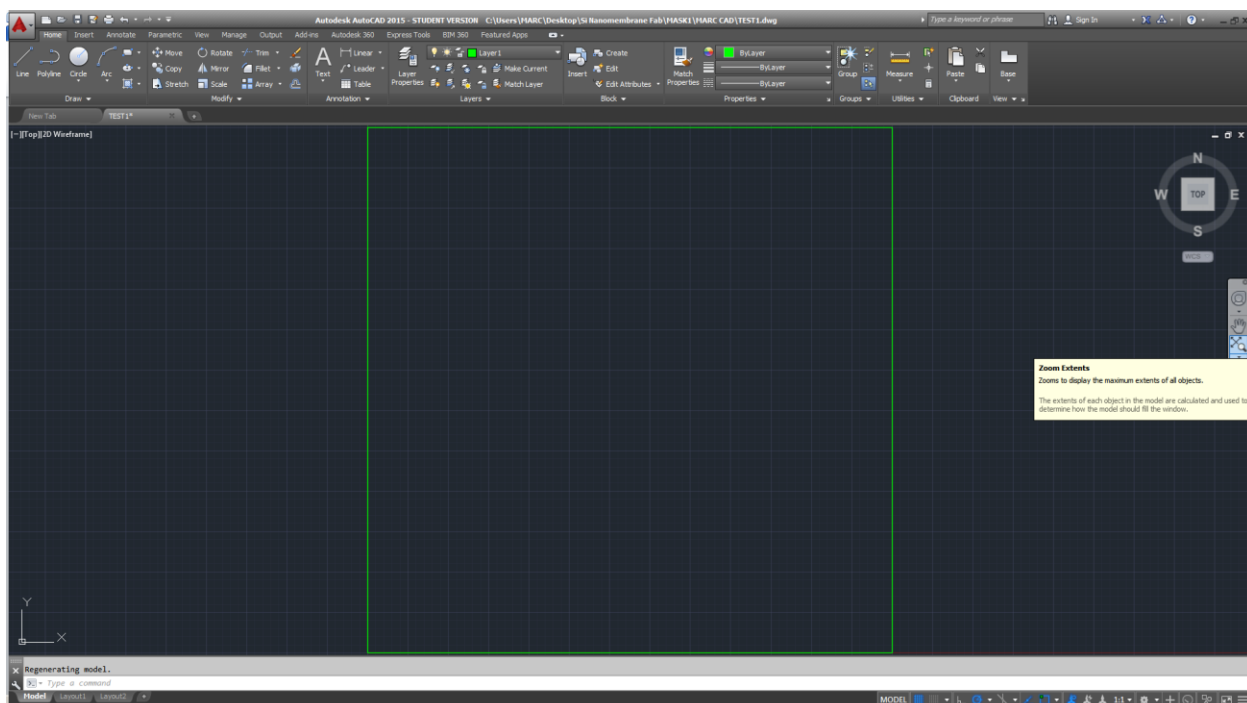 Autodesk AutoCAD 2015 - STUDENT VERSION C:\Users\MARC\Desktop\Si Nanomembrane Fab\MASK1\MARC CAD\TEST1.dwg
Type a keyword or phrase
Sign In
Home Insert Annotate Parametric View Manage Output Add-ins Autodesk 360 Express Tools BIM 360 Featured Apps
Move Rotate Trim Linear Layer1 Create ByLayer
Copy Mirror Fillet Leader Make Current Edit ByLayer
Stretch Scale Array Table Match Layer Edit Attributes ByLayer
Line Polyline Circle Arc Text Layer Properties Insert Match Properties Group Measure Paste Base
Draw Modify Annotation Layers Block Properties Groups Utilities Clipboard View
New Tab TEST1*
[-][Top][2D Wireframe]
N
W TOP E
S
WCS
Zoom Extents
Zooms to display the maximum extents of all objects.
The extents of each object in the model are calculated and used to
determine how the model should fill the window.
Y
X
Regenerating model.
Type a command
Model Layout1 Layout2 +
MODEL 1:1